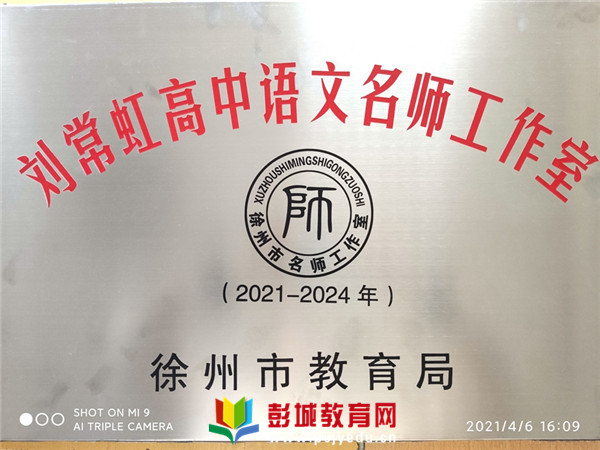 刘常虹高中语文名师工作室
XUZHOUSHIMINGSHIGONGZUOSHI
師
徐州市名师工作室
(2021-2024年)
徐州市教育局
SHOT ON MI 9
AI TRIPLE CAMERA
彭城教育网
2021/4/6 16:09